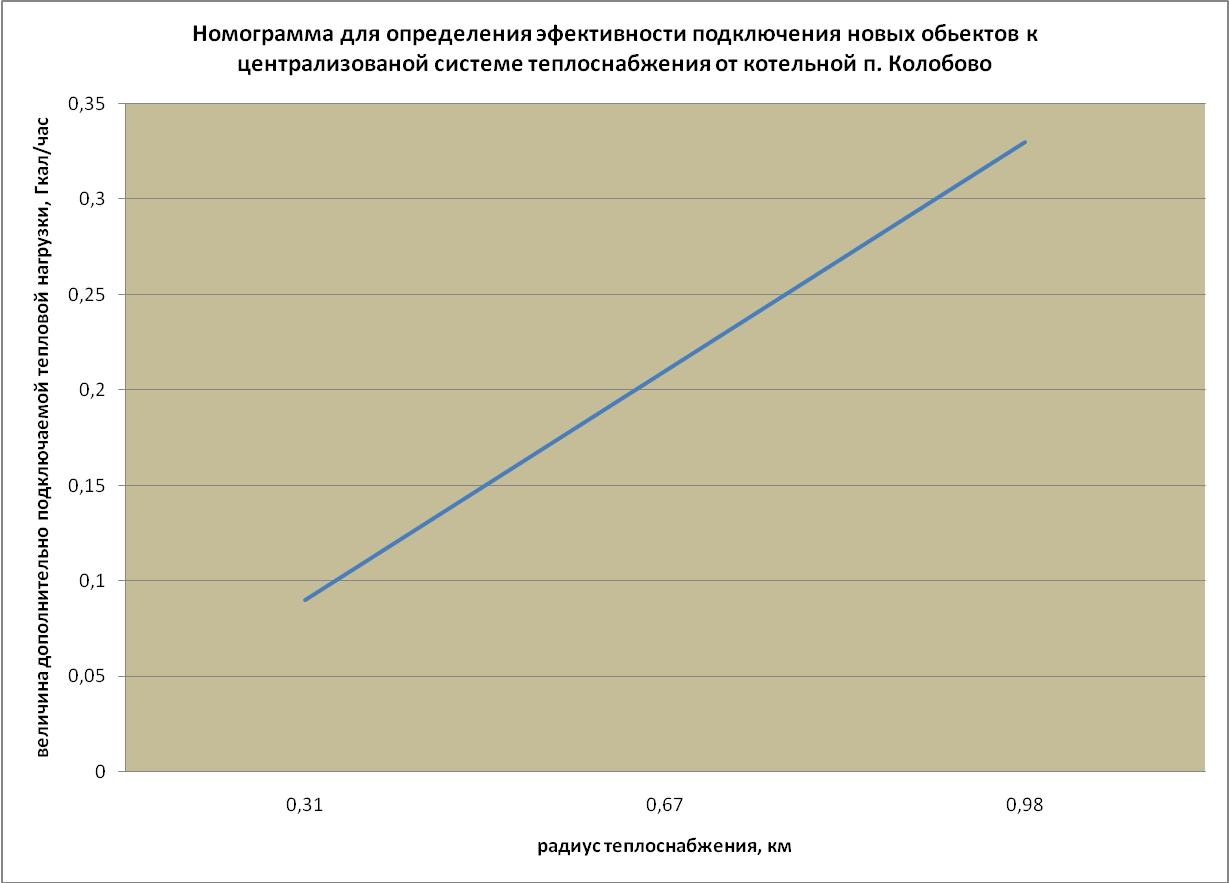 Номограмма для определения эфективности подключения новых обьектов к
централизованой системе теплоснабжения от котельной п. Колобово
величина дополнительно подключаемой тепловой нагрузки, Гкал/час
0,35
0,3
0,25
0,2
0,15
0,1
0,05
0
0,31 0,67 0,98
радиус теплоснабжения, км